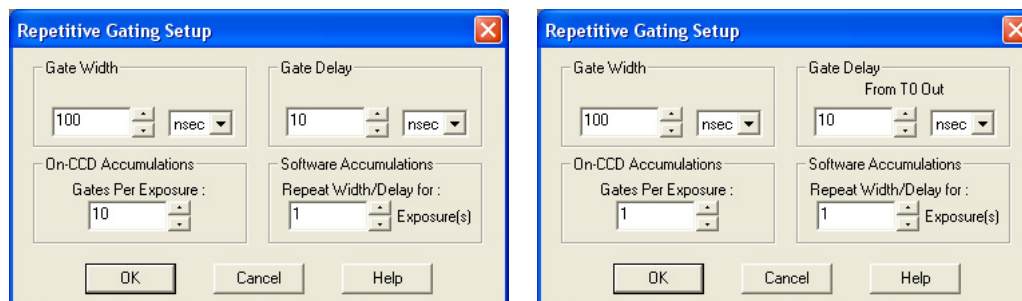 Repetitive Gating Setup
Gate Width
100
nsec
Gate Delay
10
nsec
On-CCD Accumulations
Gates Per Exposure :
10
Software Accumulations
Repeat Width/Delay for :
1
Exposure(s)
OK
Cancel
Help
Repetitive Gating Setup
Gate Width
100
nsec
Gate Delay
From T0 Out
10
nsec
On-CCD Accumulations
Gates Per Exposure :
1
Software Accumulations
Repeat Width/Delay for :
1
Exposure(s)
OK
Cancel
Help